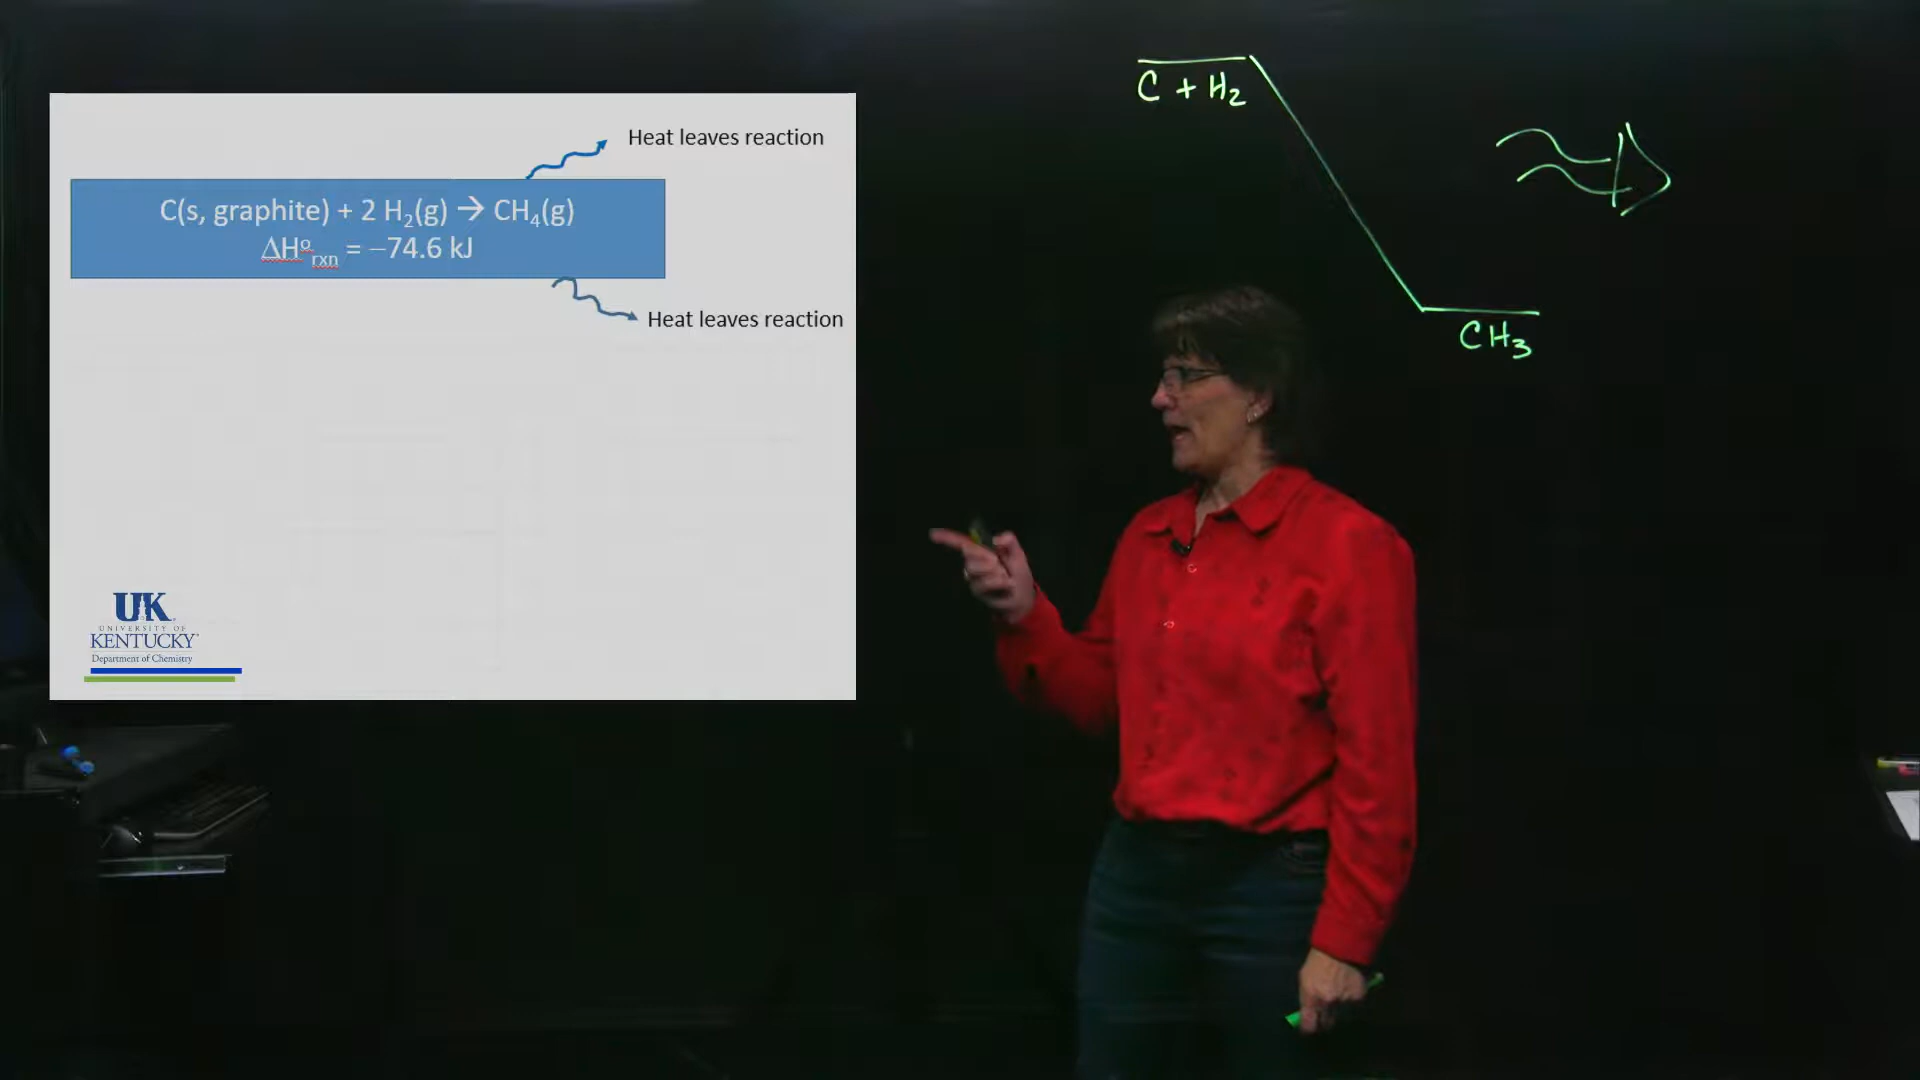 Heat leaves reaction
C(s, graphite) + 2 H₂(g) → CH₄(g)
ΔH°rxn = −74.6 kJ
Heat leaves reaction
UK
UNIVERSITY OF
KENTUCKY
Department of Chemistry
C + H₂
CH₃